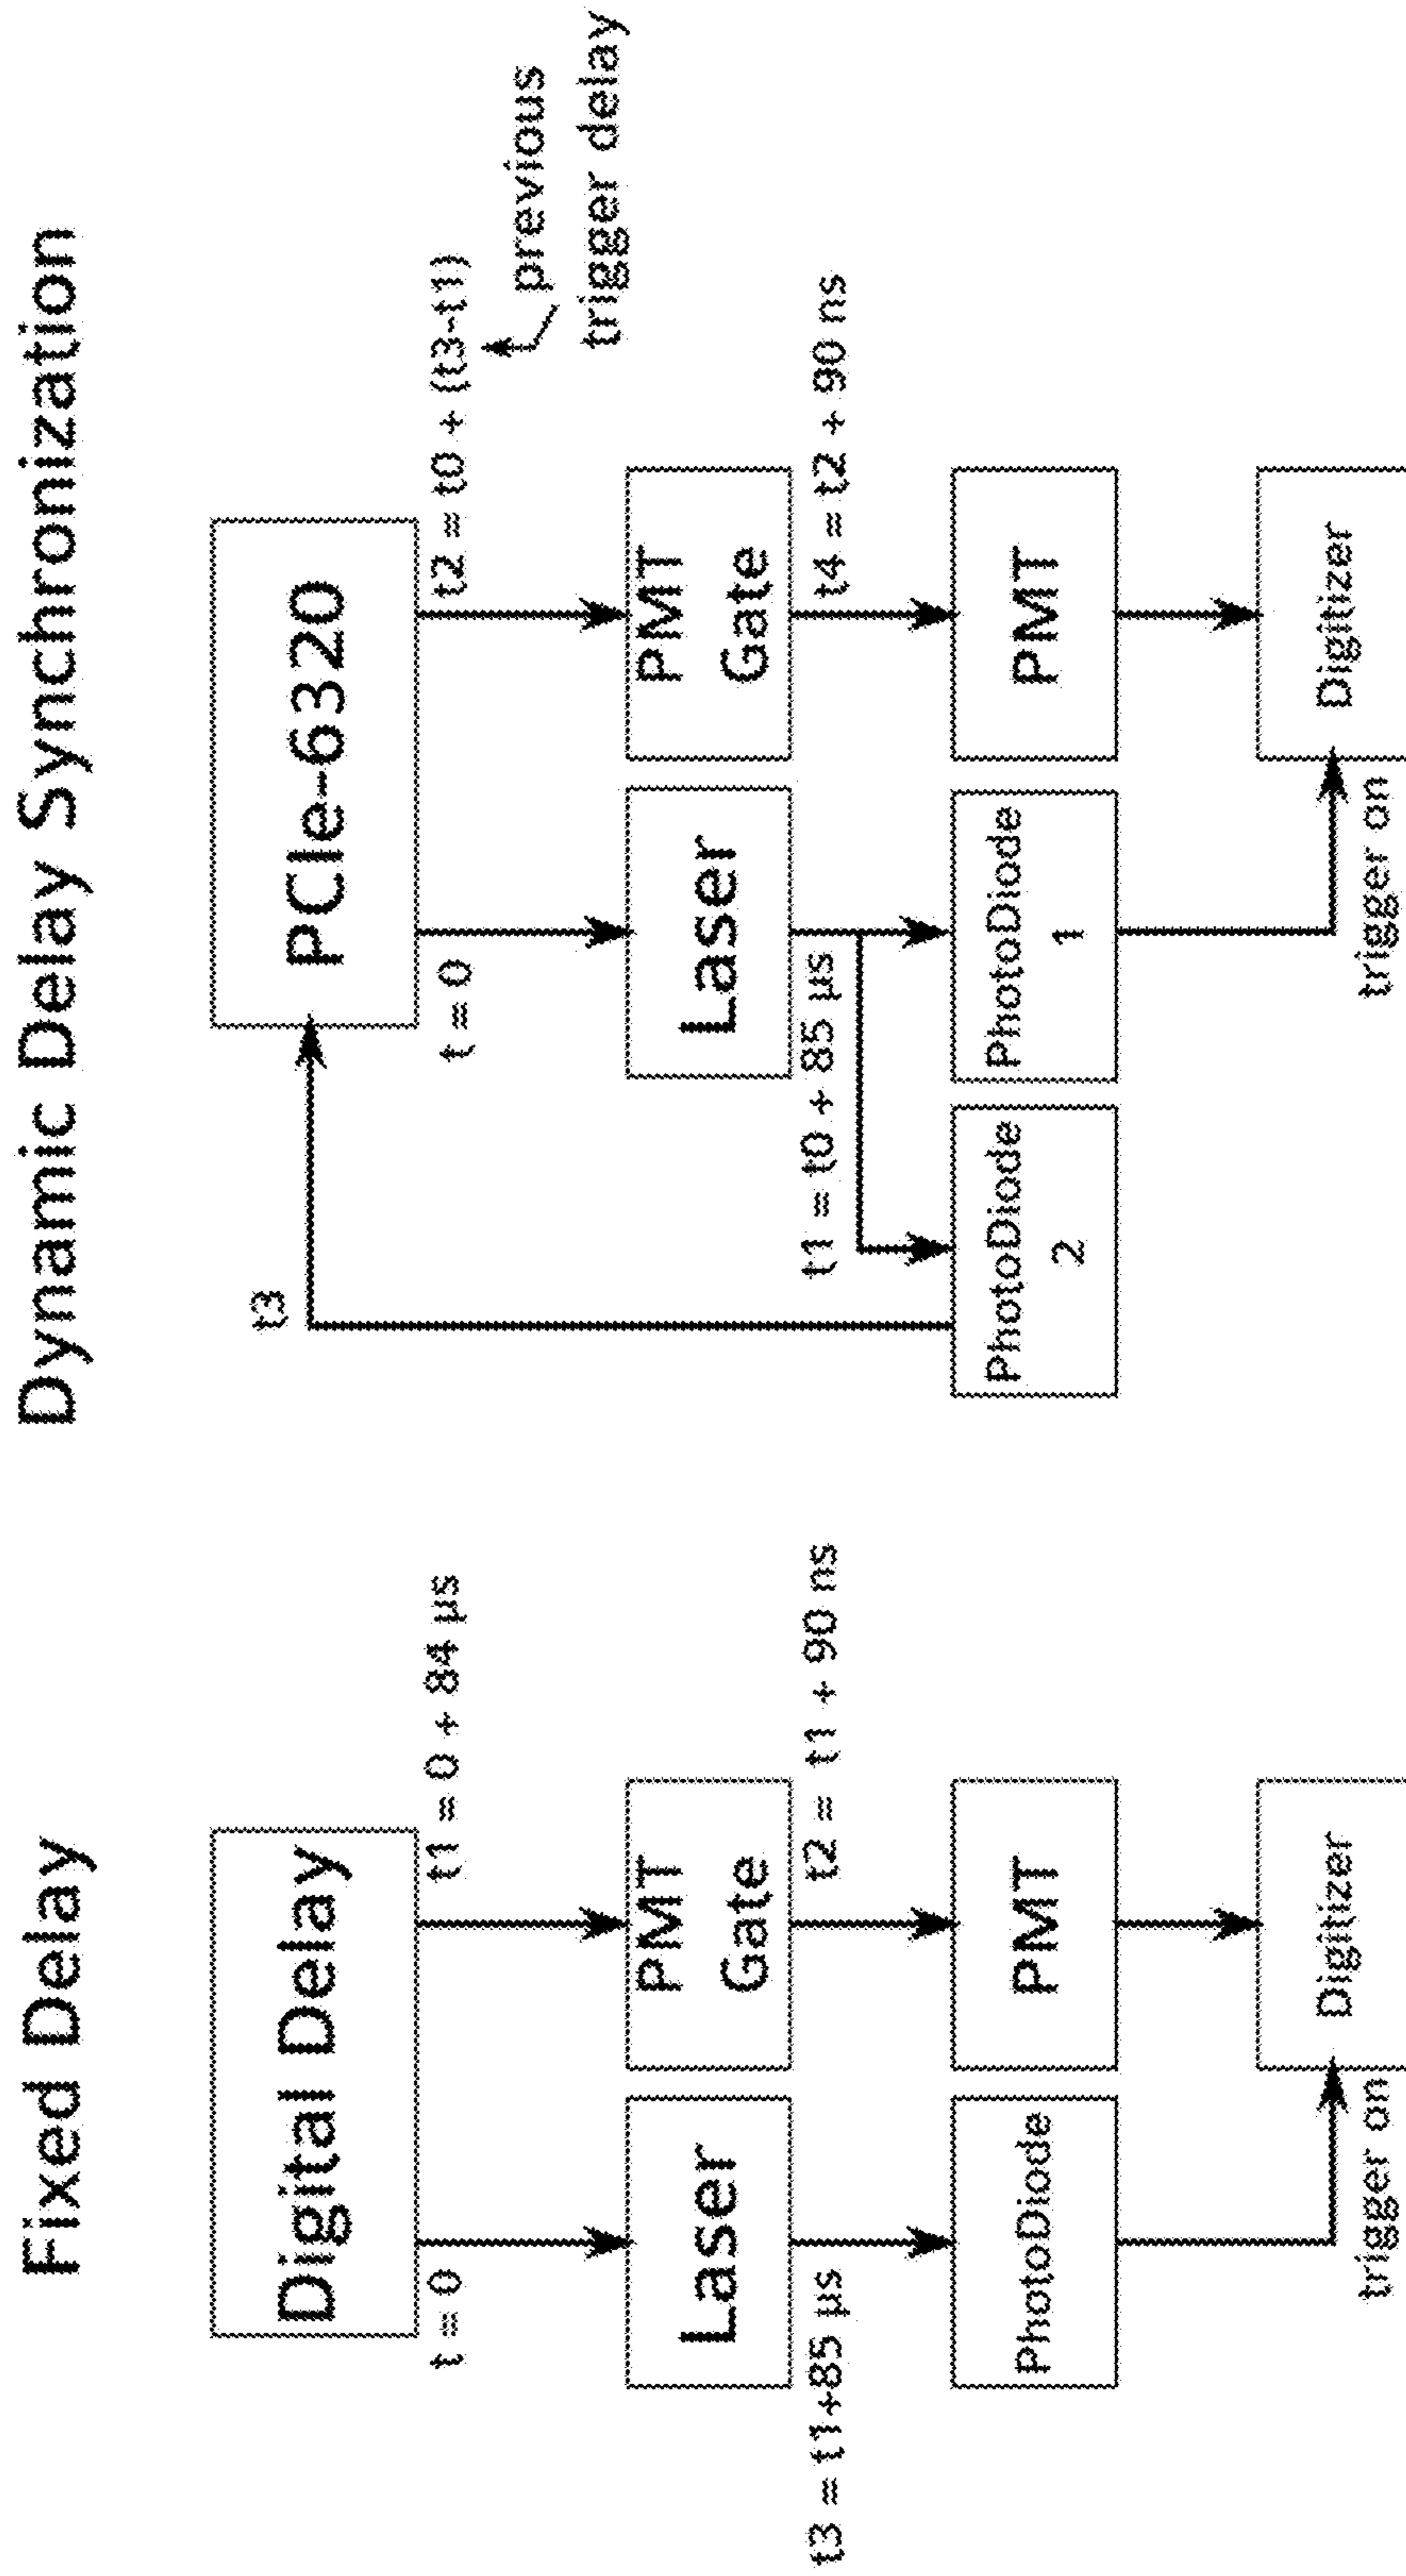 Fixed Delay
Digital Delay
t = 0
t1 = 0 + 84 µs
Laser
PMT
Gate
t3 = t1+85 µs
t2 = t1 + 90 ns
PhotoDiode
PMT
Digitizer
trigger on
Dynamic Delay Synchronization
t3
PCIe-6320
t = 0
t2 = t0 + (t3-t1)
previous
trigger delay
Laser
PMT
Gate
t1 = t0 + 85 µs
t4 = t2 + 90 ns
PhotoDiode
2
PhotoDiode
1
PMT
Digitizer
trigger on